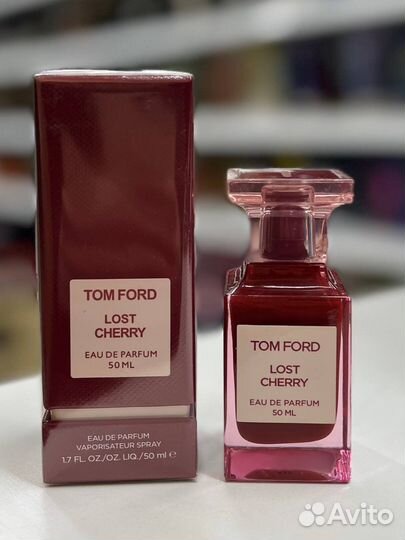 TOM FORD
LOST
CHERRY
EAU DE PARFUM
50 ML
EAU DE PARFUM
VAPORISATEUR SPRAY
1.7 FL. OZ./OZ. LIQ./50 ml ℮
TOM FORD
LOST
CHERRY
EAU DE PARFUM
50 ML
Avito